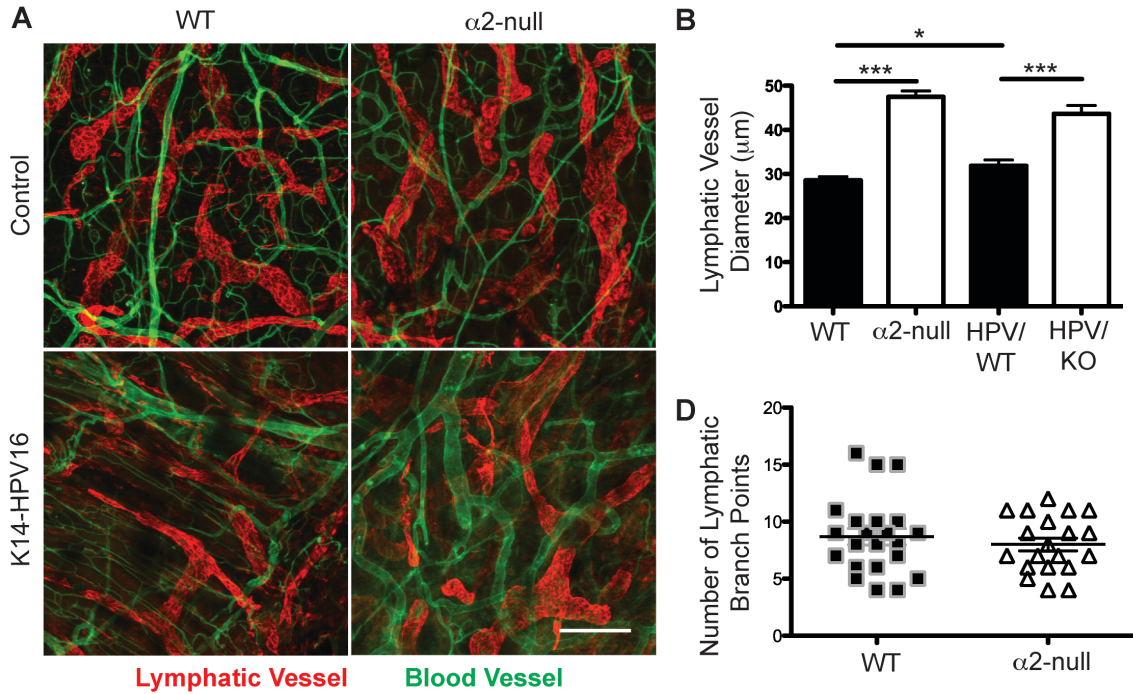 A
WT
α2-null
Control
K14-HPV16
Lymphatic Vessel
Blood Vessel
B
*
***
***
Lymphatic Vessel
Diameter (μm)
50
40
30
20
10
0
WT
α2-null
HPV/
WT
HPV/
KO
D
Number of Lymphatic
Branch Points
20
15
10
5
0
WT
α2-null